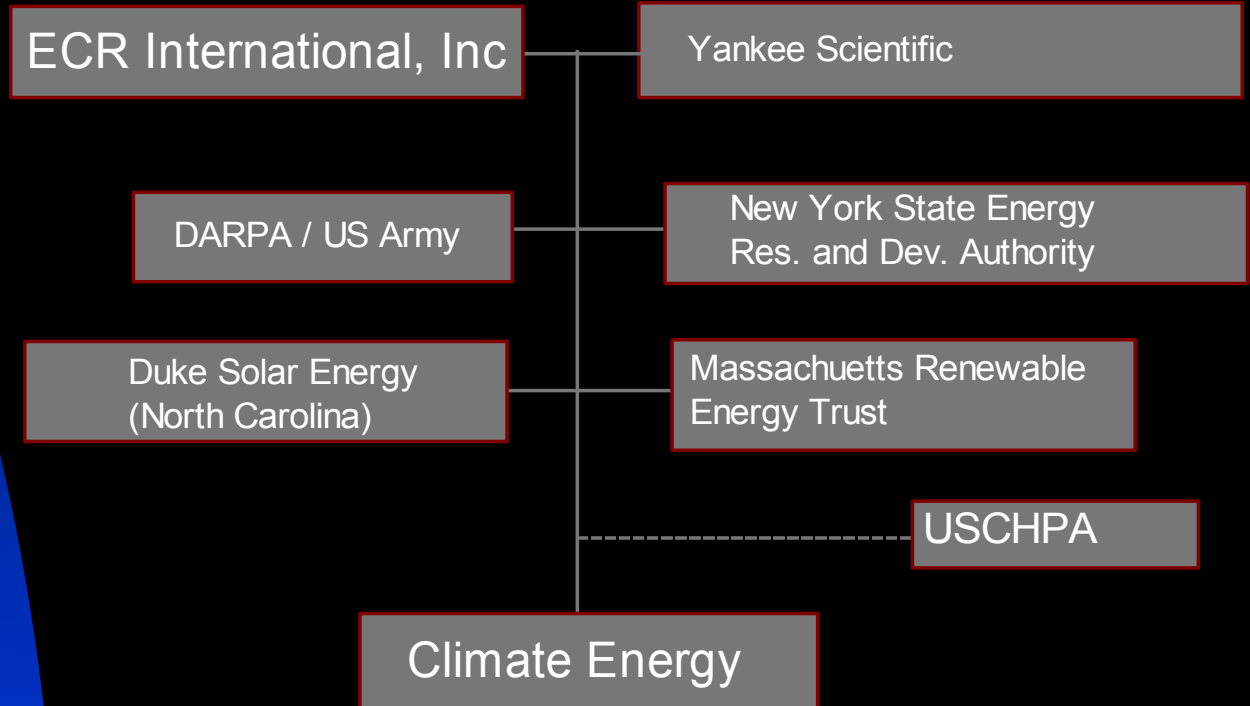 ECR International, Inc
Yankee Scientific
DARPA / US Army
New York State Energy
Res. and Dev. Authority
Duke Solar Energy
(North Carolina)
Massachuetts Renewable
Energy Trust
USCHPA
Climate Energy